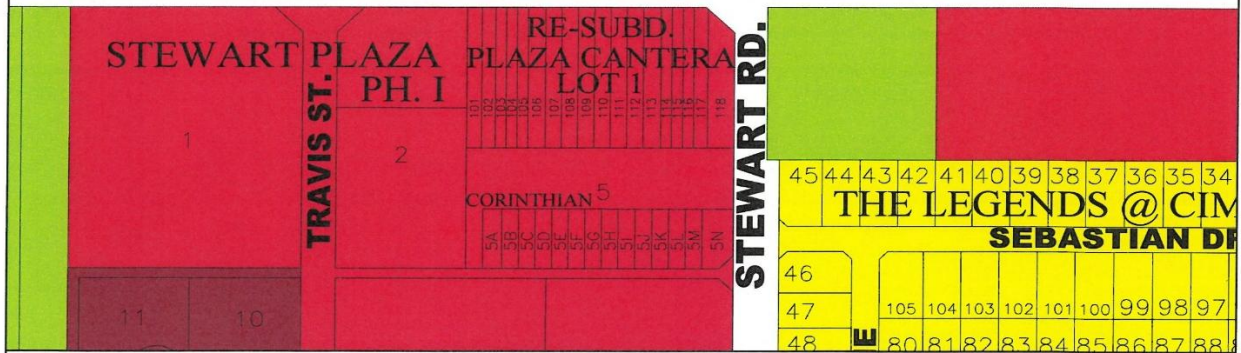 STEWART PLAZA
PH. I
RE-SUBD.
PLAZA CANTERA
LOT 1
101 102 103 104 105 106 107 108 109 110 111 112 113 114 115 116 117 118
1
2
TRAVIS ST.
CORINTHIAN 5
5A 5B 5C 5D 5E 5F 5G 5H 5I 5J 5K 5L 5M 5N
11 10
STEWART RD.
45 44 43 42 41 40 39 38 37 36 35 34
THE LEGENDS @ CIM
SEBASTIAN DR
46
47
48
105 104 103 102 101 100 99 98 97
E
80 81 82 83 84 85 86 87 88